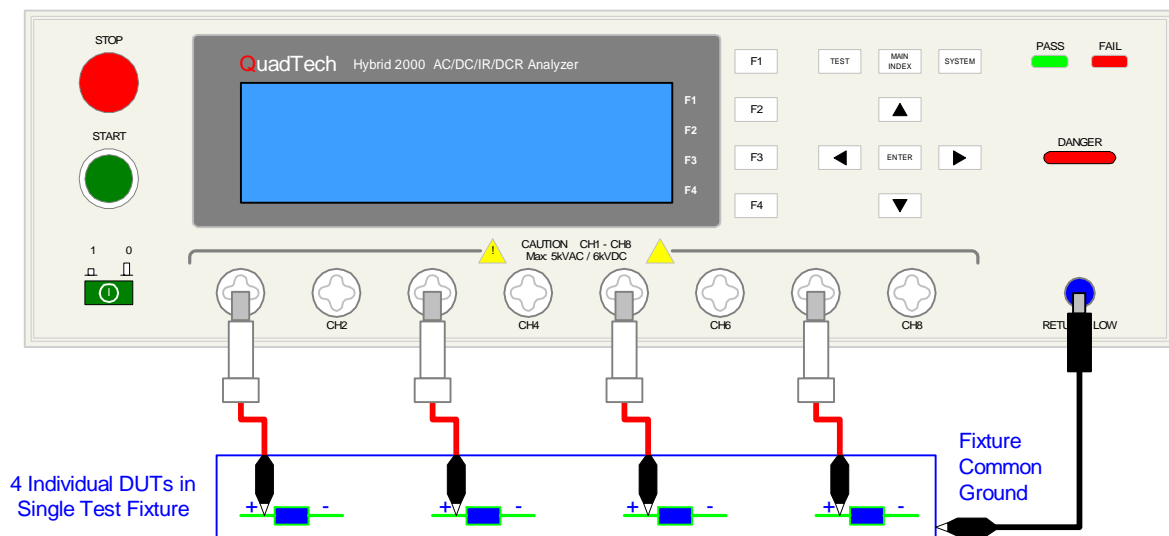 STOP
START
1 0
QuadTech Hybrid 2000 AC/DC/IR/DCR Analyzer
F1
F2
F3
F4
F1
F2
F3
F4
TEST
MAIN
INDEX
SYSTEM
ENTER
PASS FAIL
DANGER
! CAUTION CH1 - CH8
Max: 5kVAC / 6kVDC
CH2
CH4
CH6
CH8
LOW
4 Individual DUTs in
Single Test Fixture
+ -
+ -
+ -
+ -
Fixture
Common
Ground